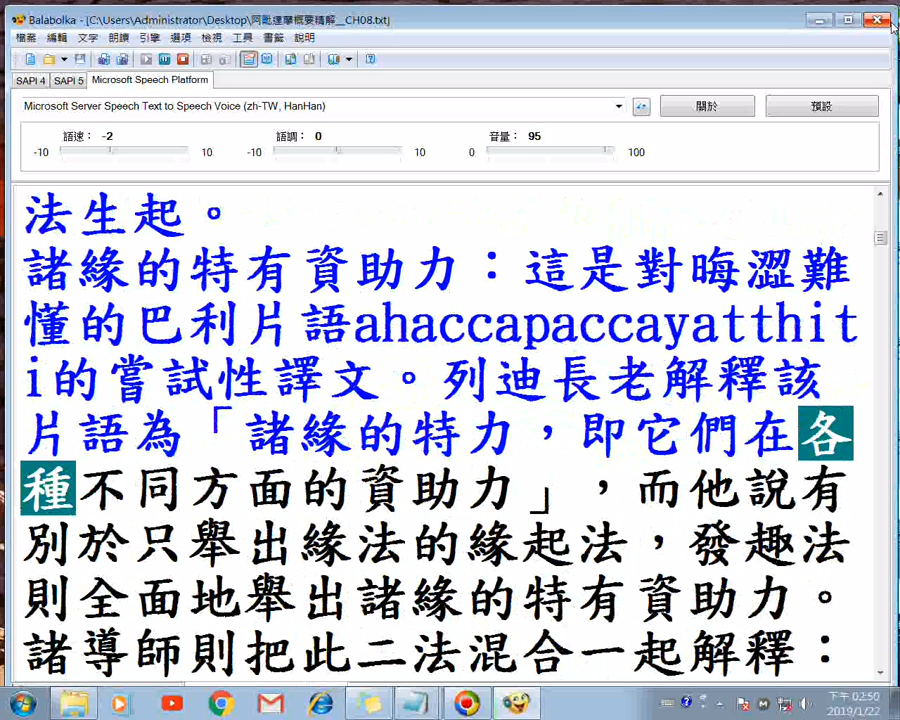 Balabolka - [C:\Users\Administrator\Desktop\阿毗達摩概要精解__CH08.txt]
檔案 編輯 文字 朗讀 引擎 選項 檢視 工具 書籤 說明
SAPI 4 SAPI 5 Microsoft Speech Platform
Microsoft Server Speech Text to Speech Voice (zh-TW, HanHan) 關於 預設
語速： -2 語調： 0 音量： 95
-10 10 -10 10 0 100
法生起。
諸緣的特有資助力：這是對晦澀難
懂的巴利片語ahaccapaccayatthit
i的嘗試性譯文。列迪長老解釋該
片語為「諸緣的特力，即它們在各
種不同方面的資助力」，而他說有
別於只舉出緣法的緣起法，發趣法
則全面地舉出諸緣的特有資助力。
諸導師則把此二法混合一起解釋：
下午 02:50
2019/1/22